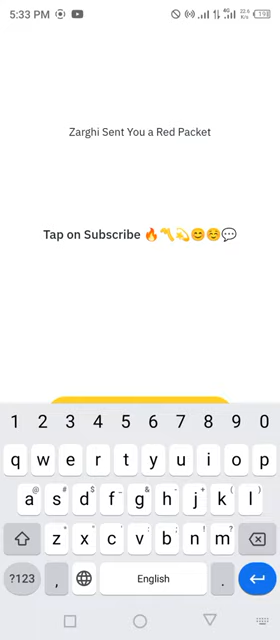 5:33 PM
Zarghi Sent You a Red Packet
Tap on Subscribe 🔥〽️💫😊☺️💬
1 2 3 4 5 6 7 8 9 0
q w e r t y u i o p
a s d f g h j k l
z x c v b n m
?123 , English .